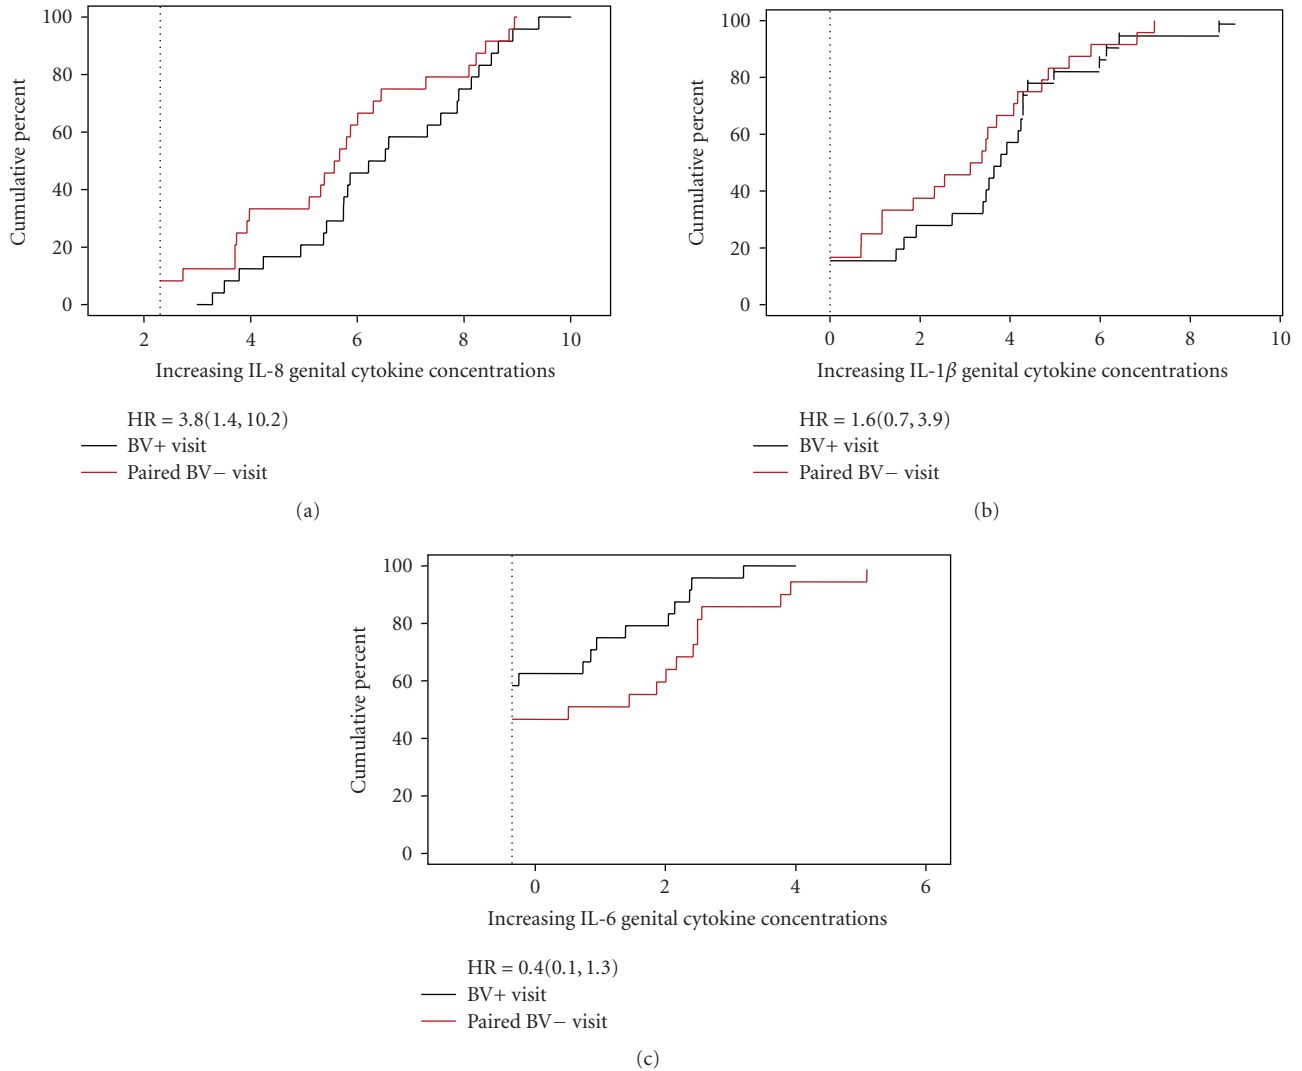 100
80
60
40
20
0
Cumulative percent
2 4 6 8 10
Increasing IL-8 genital cytokine concentrations
HR = 3.8(1.4, 10.2)
BV+ visit
Paired BV− visit
(a)
100
80
60
40
20
0
Cumulative percent
0 2 4 6 8 10
Increasing IL-1β genital cytokine concentrations
HR = 1.6(0.7, 3.9)
BV+ visit
Paired BV− visit
(b)
100
80
60
40
20
0
Cumulative percent
0 2 4 6
Increasing IL-6 genital cytokine concentrations
HR = 0.4(0.1, 1.3)
BV+ visit
Paired BV− visit
(c)